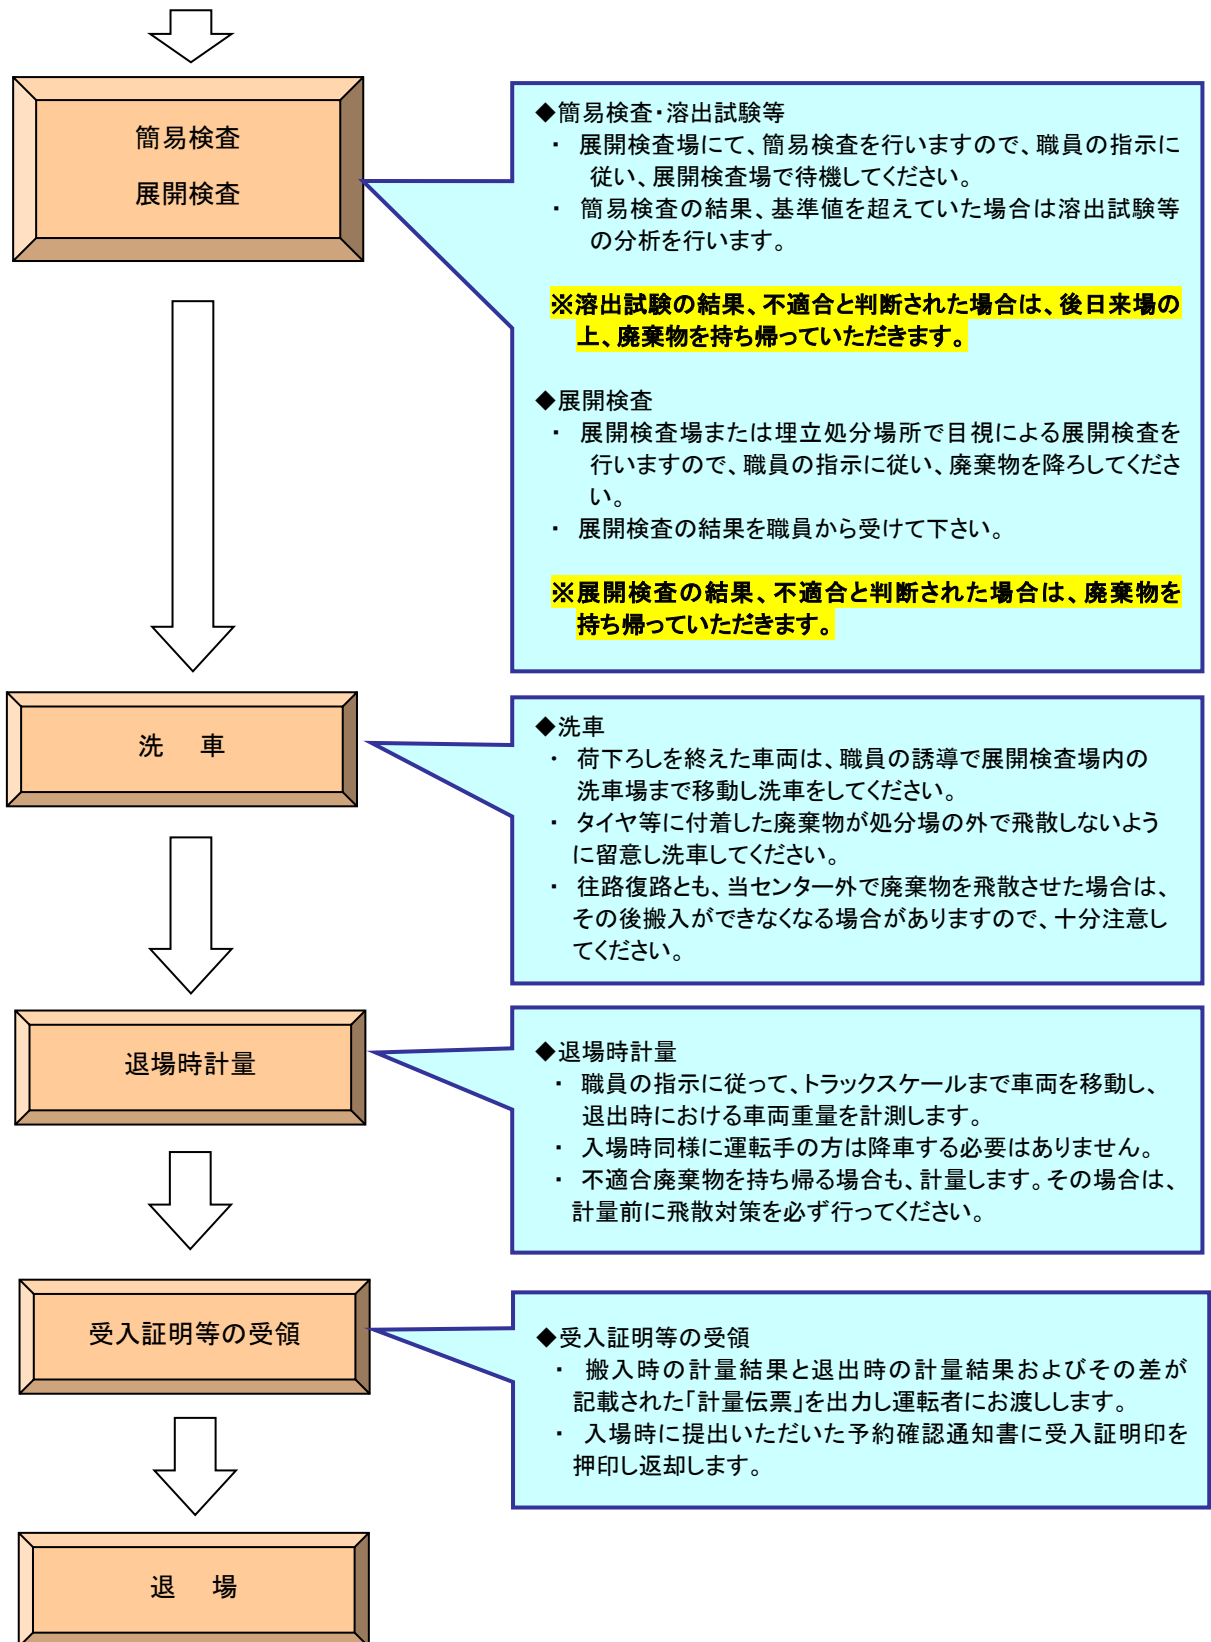 簡易検査
展開検査
◆簡易検査・溶出試験等
・ 展開検査場にて、簡易検査を行いますので、職員の指示に
従い、展開検査場で待機してください。
・ 簡易検査の結果、基準値を超えていた場合は溶出試験等
の分析を行います。
※溶出試験の結果、不適合と判断された場合は、後日来場の
上、廃棄物を持ち帰っていただきます。
◆展開検査
・ 展開検査場または埋立処分場所で目視による展開検査を
行いますので、職員の指示に従い、廃棄物を降ろしてくださ
い。
・ 展開検査の結果を職員から受けて下さい。
※展開検査の結果、不適合と判断された場合は、廃棄物を
持ち帰っていただきます。
洗 車
◆洗車
・ 荷下ろしを終えた車両は、職員の誘導で展開検査場内の
洗車場まで移動し洗車をしてください。
・ タイヤ等に付着した廃棄物が処分場の外で飛散しないよう
に留意し洗車してください。
・ 往路復路とも、当センター外で廃棄物を飛散させた場合は、
その後搬入ができなくなる場合がありますので、十分注意し
てください。
退場時計量
◆退場時計量
・ 職員の指示に従って、トラックスケールまで車両を移動し、
退出時における車両重量を計測します。
・ 入場時同様に運転手の方は降車する必要はありません。
・ 不適合廃棄物を持ち帰る場合も、計量します。その場合は、
計量前に飛散対策を必ず行ってください。
受入証明等の受領
◆受入証明等の受領
・ 搬入時の計量結果と退出時の計量結果およびその差が
記載された「計量伝票」を出力し運転者にお渡しします。
・ 入場時に提出いただいた予約確認通知書に受入証明印を
押印し返却します。
退 場